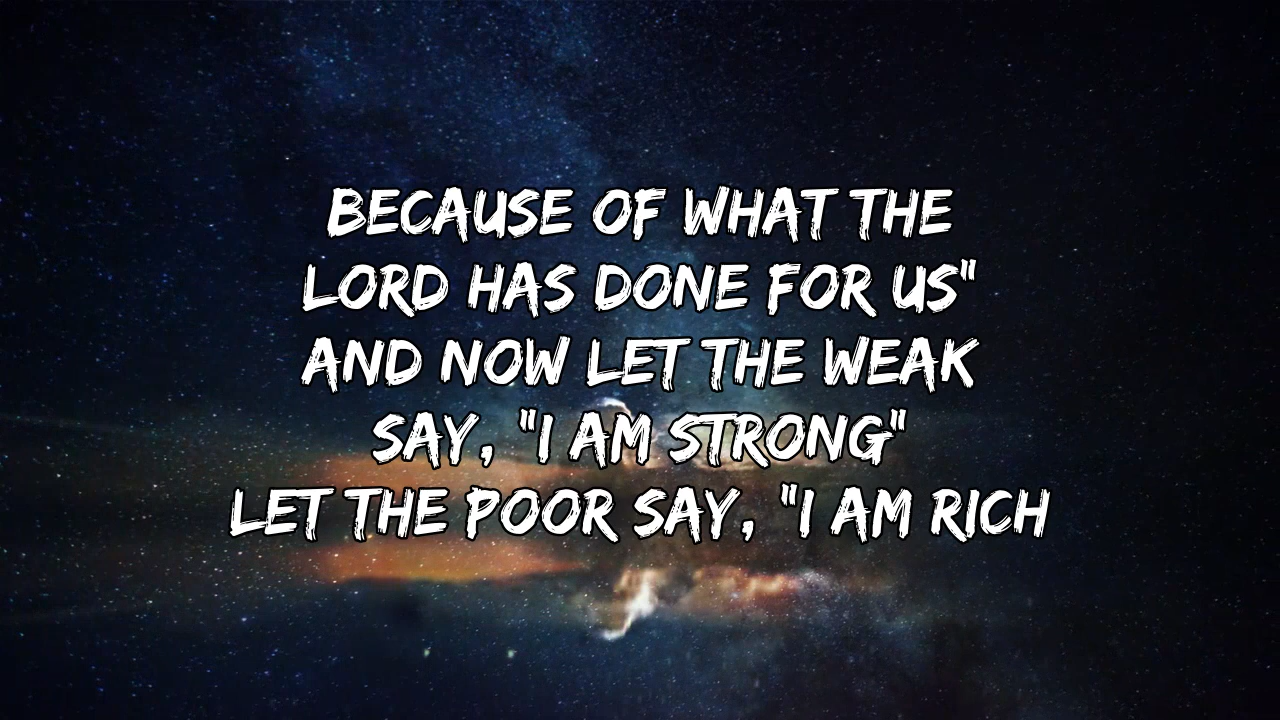 BECAUSE OF WHAT THE
LORD HAS DONE FOR US"
AND NOW LET THE WEAK
SAY, "I AM STRONG"
LET THE POOR SAY, "I AM RICH